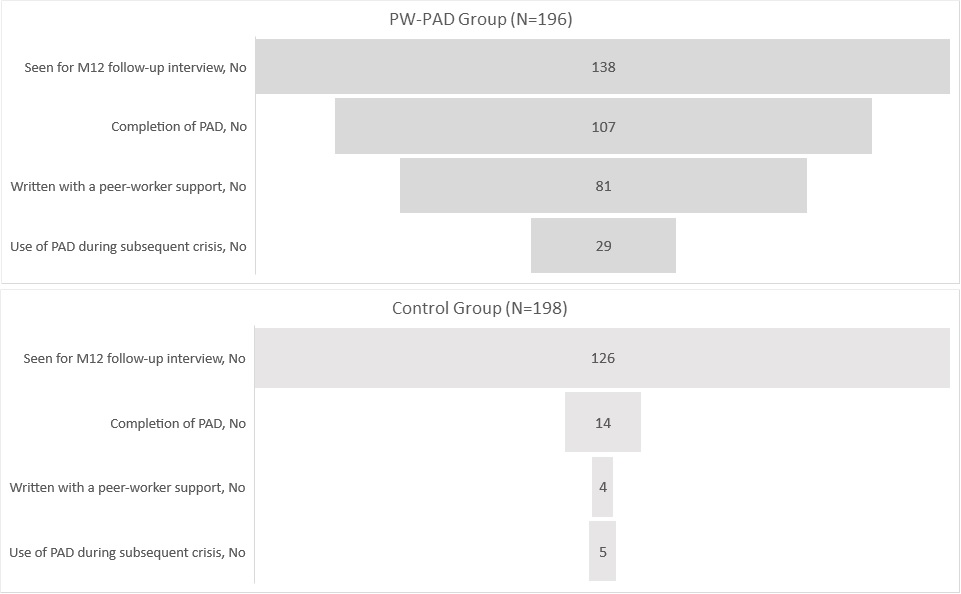 PW-PAD Group (N=196)
Seen for M12 follow-up interview, No 138
Completion of PAD, No 107
Written with a peer-worker support, No 81
Use of PAD during subsequent crisis, No 29
Control Group (N=198)
Seen for M12 follow-up interview, No 126
Completion of PAD, No 14
Written with a peer-worker support, No 4
Use of PAD during subsequent crisis, No 5